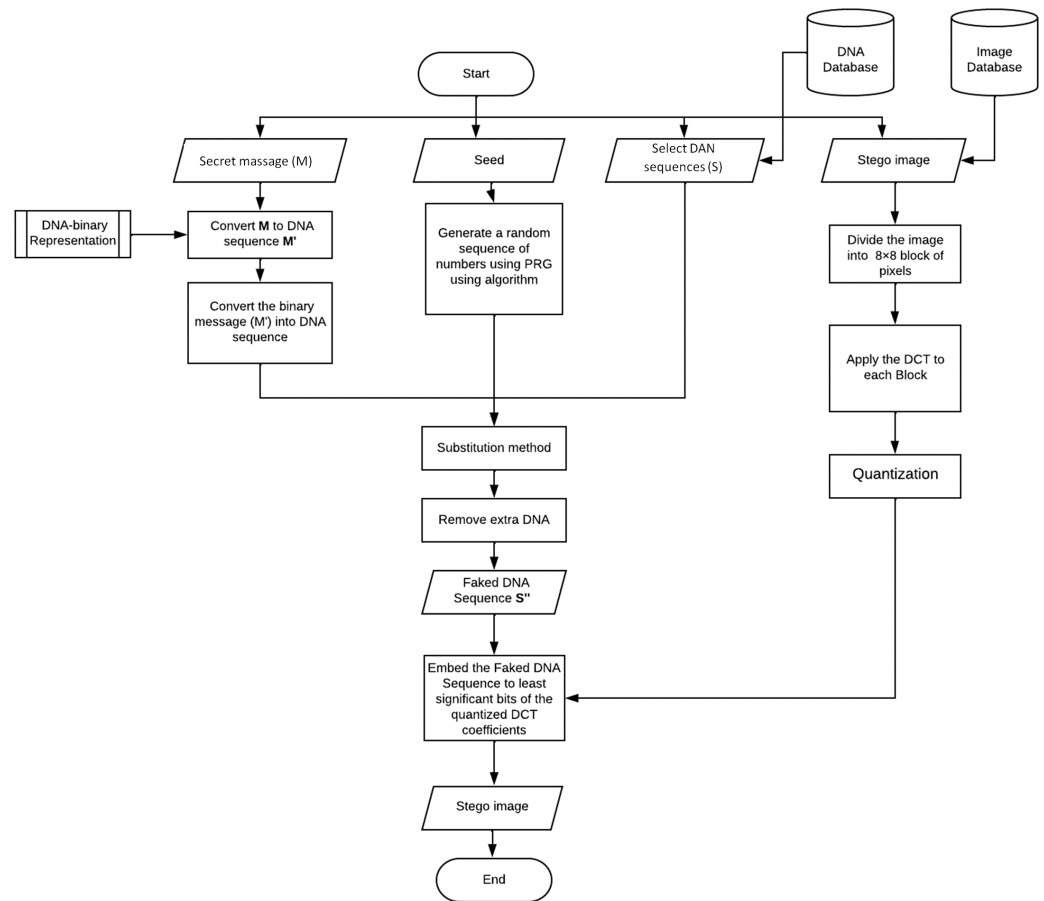 Start
DNA
Database
Image
Database
Secret massage (M)
Seed
Select DAN
sequences (S)
Stego image
DNA-binary
Representation
Convert M to DNA
sequence M'
Generate a random
sequence of
numbers using PRG
using algorithm
Divide the image
into 8×8 block of
pixels
Convert the binary
message (M') into DNA
sequence
Apply the DCT to
each Block
Substitution method
Quantization
Remove extra DNA
Faked DNA
Sequence S"
Embed the Faked DNA
Sequence to least
significant bits of the
quantized DCT
coefficients
Stego image
End